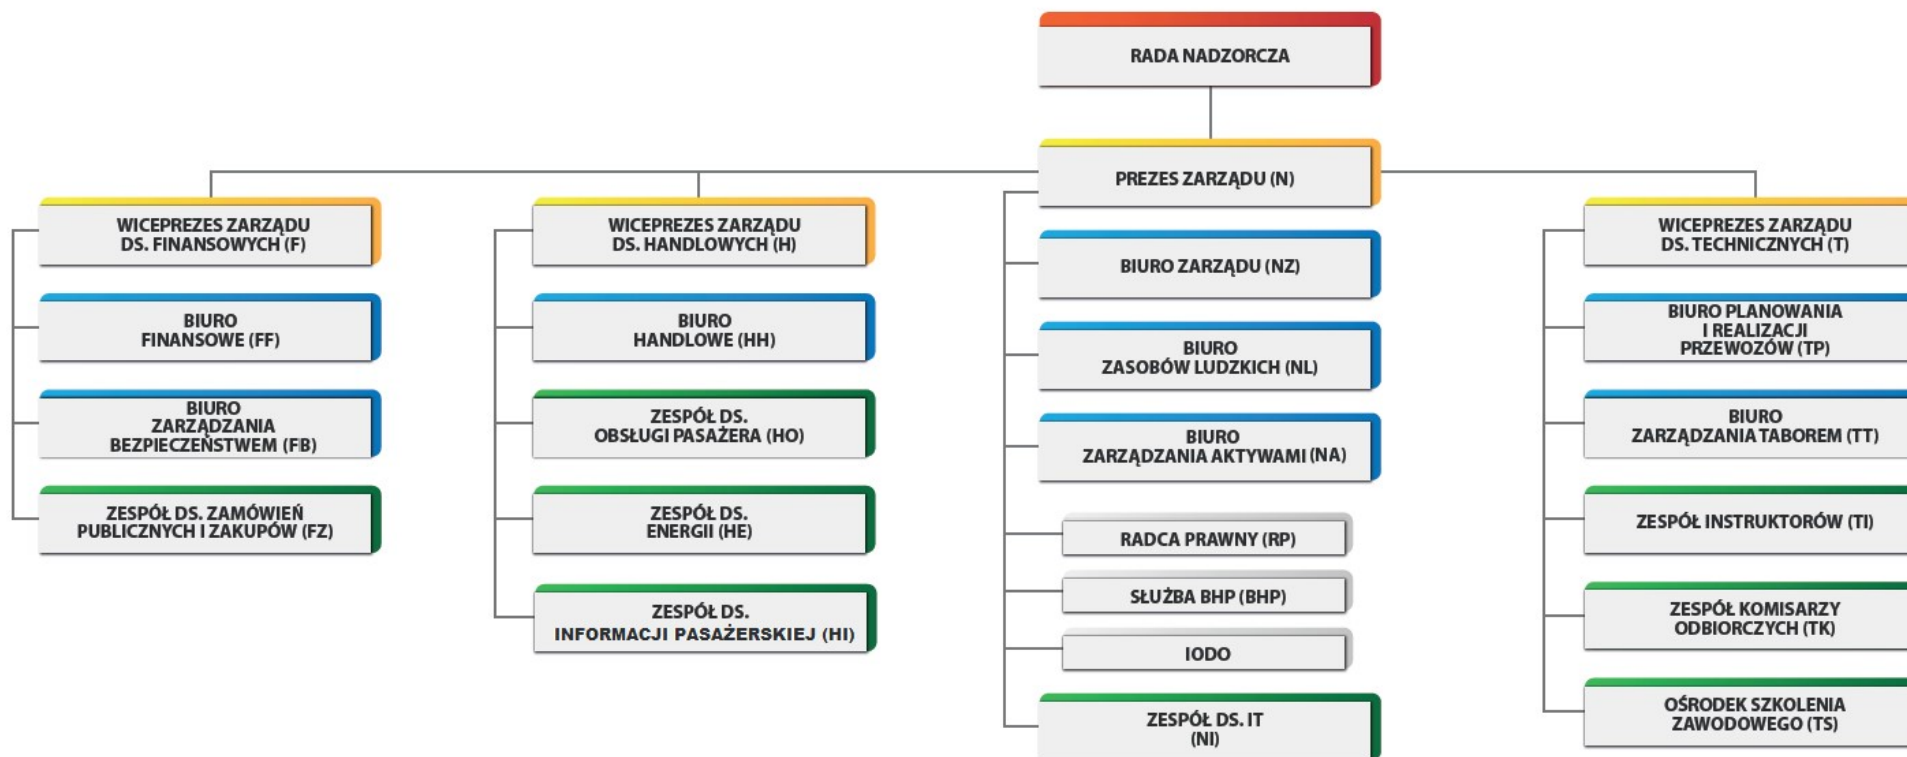 RADA NADZORCZA
PREZES ZARZĄDU (N)
WICEPREZES ZARZĄDU
DS. FINANSOWYCH (F)
BIURO
FINANSOWE (FF)
BIURO
ZARZĄDZANIA
BEZPIECZEŃSTWEM (FB)
ZESPÓŁ DS. ZAMÓWIEŃ
PUBLICZNYCH I ZAKUPÓW (FZ)
WICEPREZES ZARZĄDU
DS. HANDLOWYCH (H)
BIURO
HANDLOWE (HH)
ZESPÓŁ DS.
OBSŁUGI PASAŻERA (HO)
ZESPÓŁ DS.
ENERGII (HE)
ZESPÓŁ DS.
INFORMACJI PASAŻERSKIEJ (HI)
BIURO ZARZĄDU (NZ)
BIURO
ZASOBÓW LUDZKICH (NL)
BIURO
ZARZĄDZANIA AKTYWAMI (NA)
RADCA PRAWNY (RP)
SŁUŻBA BHP (BHP)
IODO
ZESPÓŁ DS. IT
(NI)
WICEPREZES ZARZĄDU
DS. TECHNICZNYCH (T)
BIURO PLANOWANIA
I REALIZACJI
PRZEWOZÓW (TP)
BIURO
ZARZĄDZANIA TABOREM (TT)
ZESPÓŁ INSTRUKTORÓW (TI)
ZESPÓŁ KOMISARZY
ODBIORCZYCH (TK)
OŚRODEK SZKOLENIA
ZAWODOWEGO (TS)